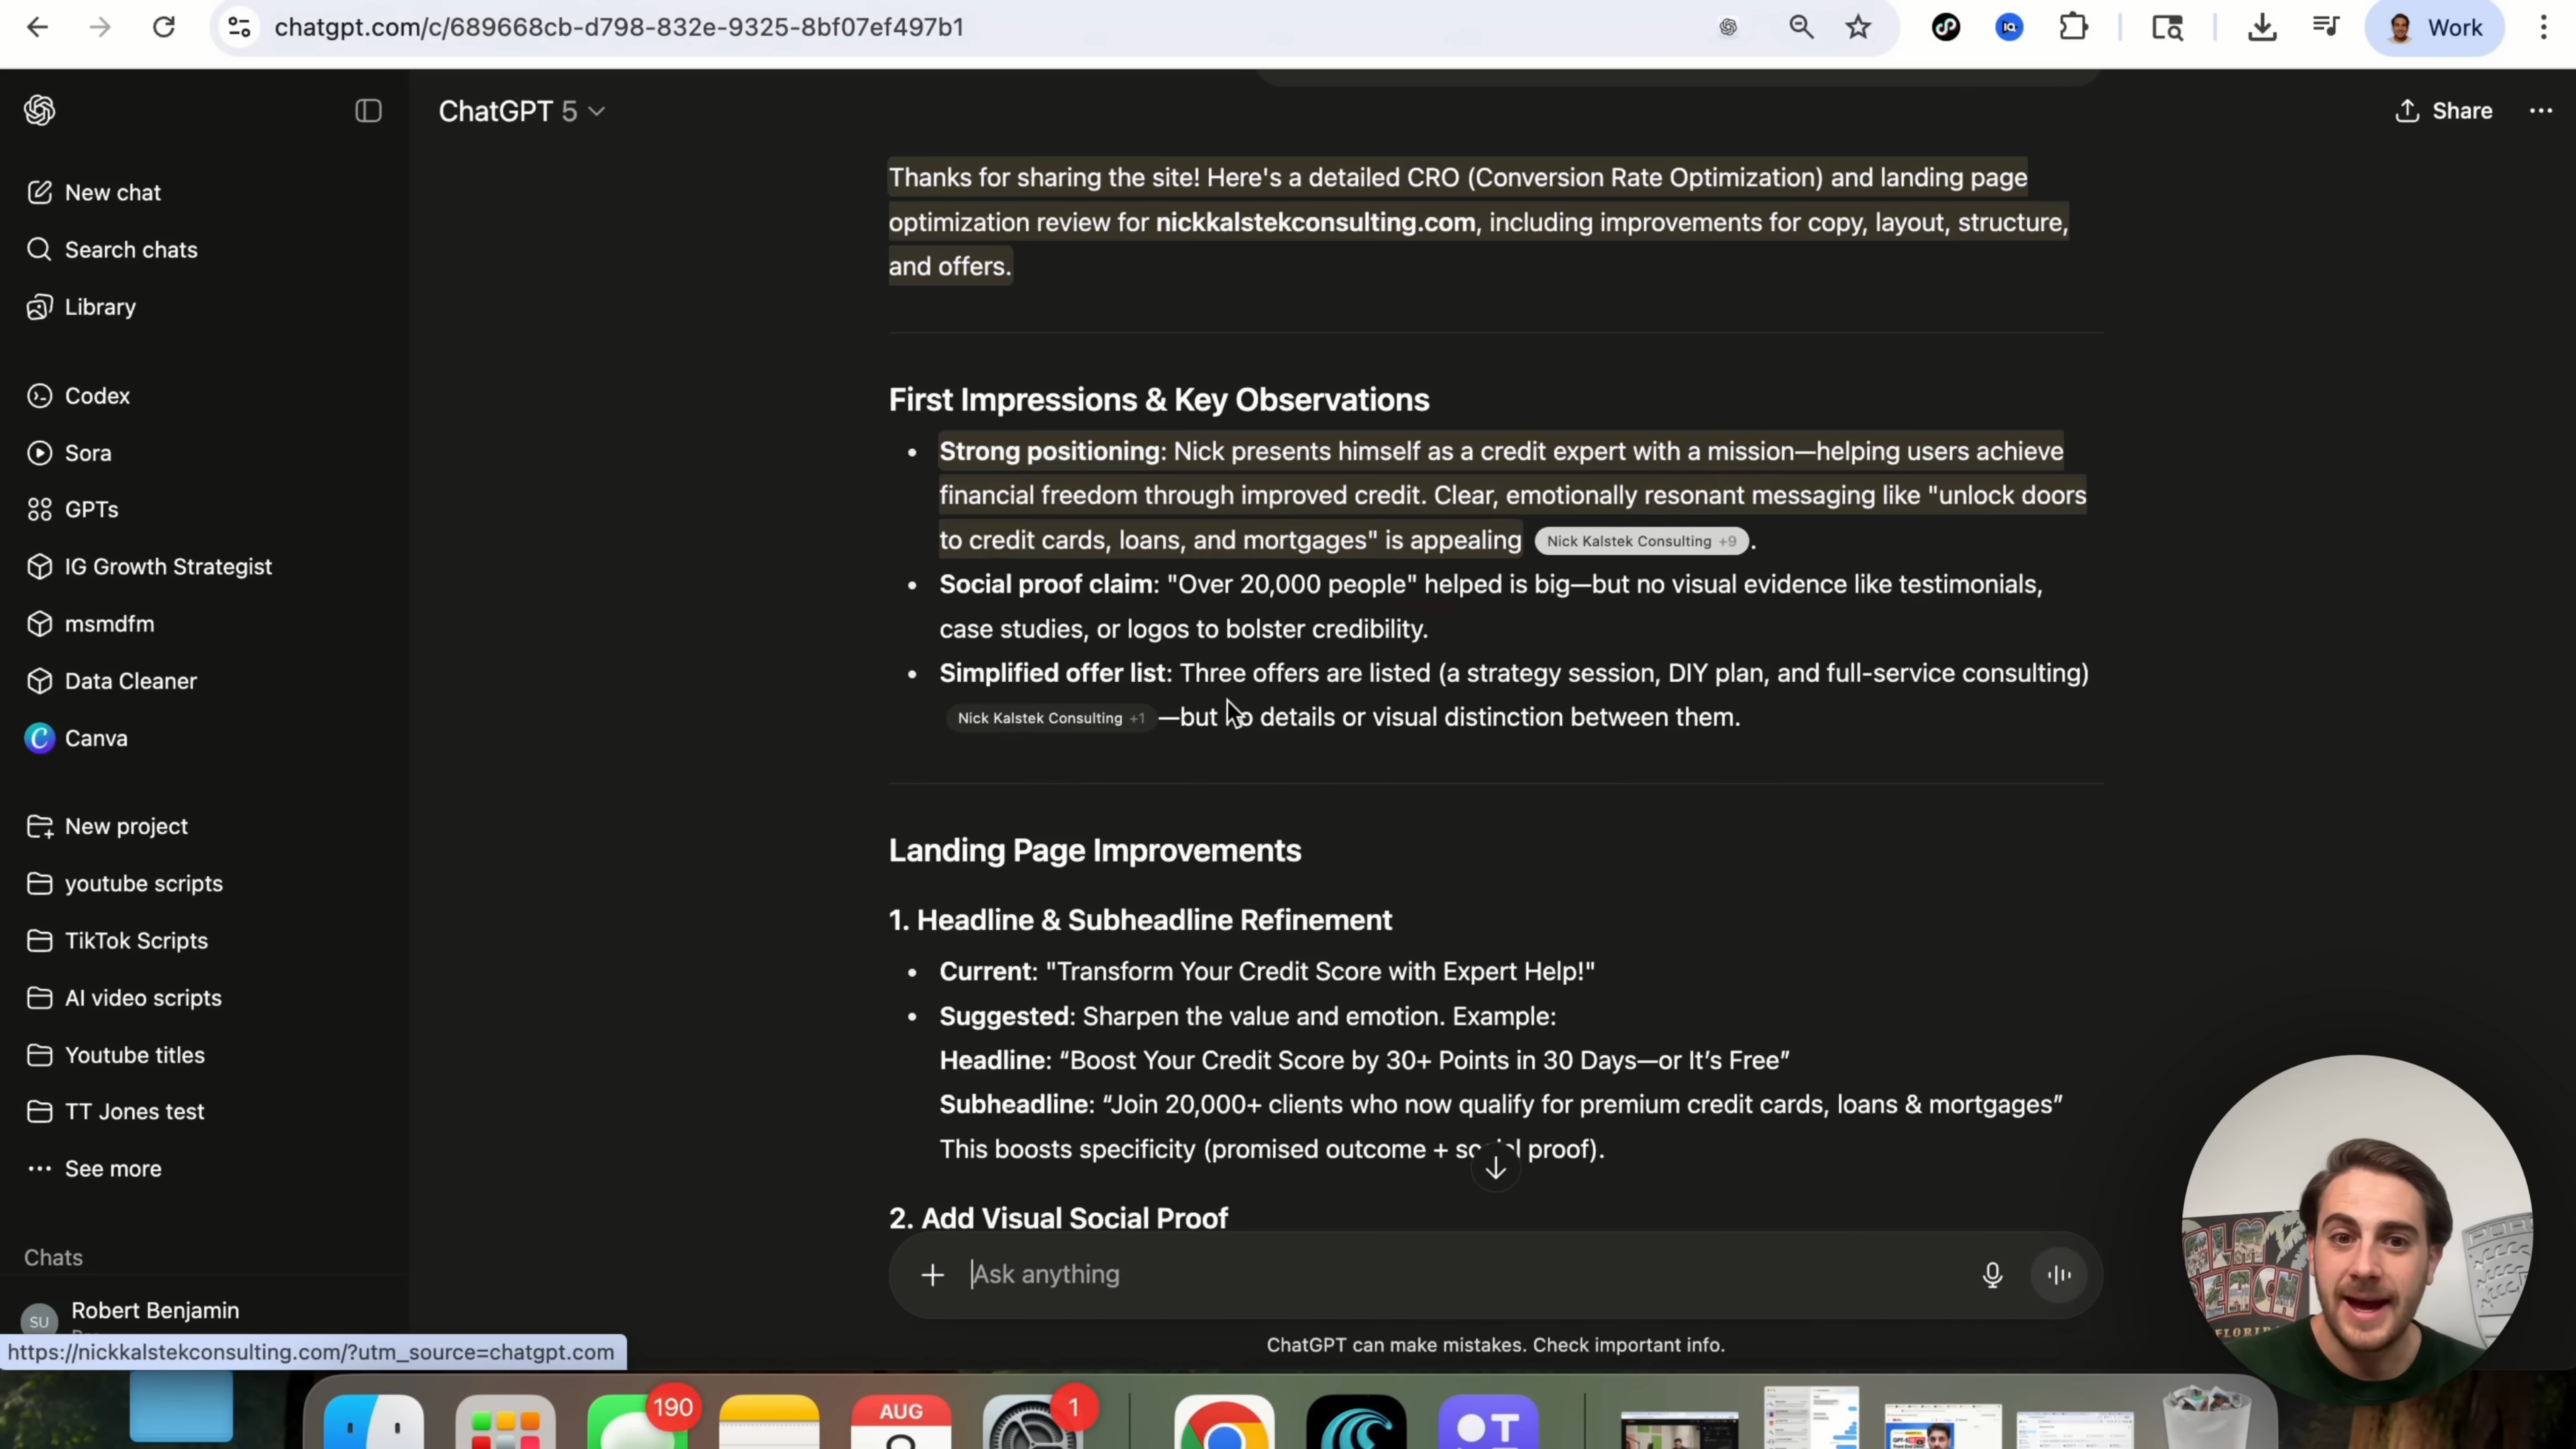 chatgpt.com/c/689668cb-d798-832e-9325-8bf07ef497b1
Work
ChatGPT 5
Share
New chat
Search chats
Library
Codex
Sora
GPTs
IG Growth Strategist
msmdfm
Data Cleaner
Canva
New project
youtube scripts
TikTok Scripts
AI video scripts
Youtube titles
TT Jones test
See more
Chats
SU
Robert Benjamin
https://nickkalstekconsulting.com/?utm_source=chatgpt.com
Thanks for sharing the site! Here's a detailed CRO (Conversion Rate Optimization) and landing page
optimization review for nickkalstekconsulting.com, including improvements for copy, layout, structure,
and offers.
First Impressions & Key Observations
• Strong positioning: Nick presents himself as a credit expert with a mission—helping users achieve
financial freedom through improved credit. Clear, emotionally resonant messaging like "unlock doors
to credit cards, loans, and mortgages" is appealing Nick Kalstek Consulting +9 .
• Social proof claim: "Over 20,000 people" helped is big—but no visual evidence like testimonials,
case studies, or logos to bolster credibility.
• Simplified offer list: Three offers are listed (a strategy session, DIY plan, and full-service consulting)
Nick Kalstek Consulting +1 —but no details or visual distinction between them.
Landing Page Improvements
1. Headline & Subheadline Refinement
• Current: "Transform Your Credit Score with Expert Help!"
• Suggested: Sharpen the value and emotion. Example:
Headline: “Boost Your Credit Score by 30+ Points in 30 Days—or It’s Free”
Subheadline: “Join 20,000+ clients who now qualify for premium credit cards, loans & mortgages”
This boosts specificity (promised outcome + social proof).
2. Add Visual Social Proof
Ask anything
ChatGPT can make mistakes. Check important info.
190
AUG
1